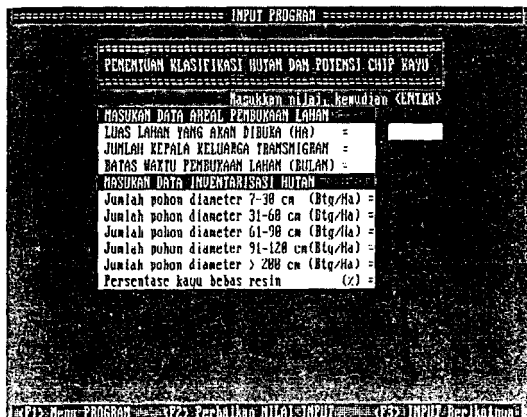 INPUT PROGRAM
PENENTUAN KLASIFIKASI HUTAN DAN POTENSI CHIP KAYU
Masukkan nilai, kemudian <ENTER>
MASUKAN DATA AREAL PEMBUKAAN LAHAN
LUAS LAHAN YANG AKAN DIBUKA (HA) =
JUMLAH KEPALA KELUARGA TRANSMIGRAN =
BATAS WAKTU PEMBUKAAN LAHAN (BULAN) =
MASUKAN DATA INVENTARISASI HUTAN
Jumlah pohon diameter 7-30 cm (Btg/Ha) =
Jumlah pohon diameter 31-60 cm (Btg/Ha) =
Jumlah pohon diameter 61-90 cm (Btg/Ha) =
Jumlah pohon diameter 91-120 cm(Btg/Ha) =
Jumlah pohon diameter > 200 cm (Btg/Ha) =
Persentase kayu bebas resin (%) =
<F1> Menu PROGRAM <F2> Perbaikan NILAI INPUT <F3> INPUT Berikutnya